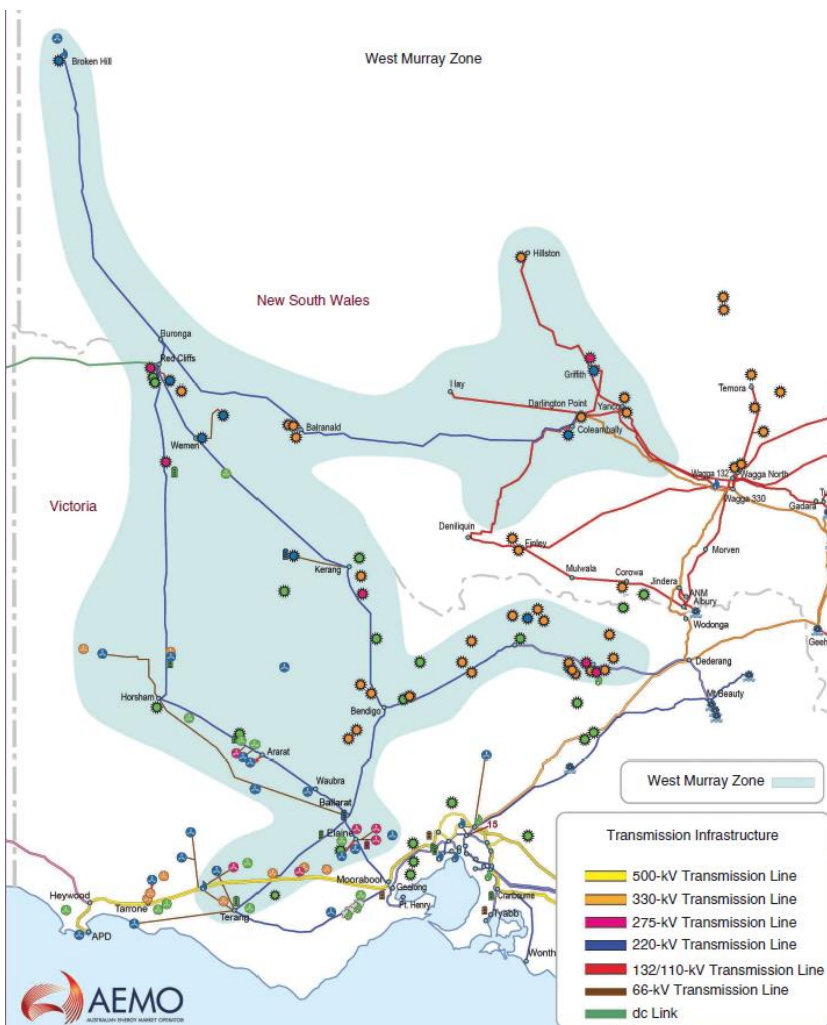 West Murray Zone
Broken Hill
Hillston
New South Wales
Buronga
Red Cliffs
Griffith
I lay
Darlington Point
Yanco
Temora
Balranald
Coleambally
Wemen
Wagga 132
Wagga North
Wagga 330
Gadara
Tu
Victoria
Deniliquin
Finley
Morven
Kerang
Mulwala
Corowa
Jindera
ANM
Albury
Wodonga
Geeh
Dederang
Horsham
Bendigo
Mt Beauty
Ararat
Waubra
Ballarat
West Murray Zone
Elaine
15
Moorabool
Geelong
Pt. Henry
Heywood
Tarrone
Terang
APD
Cranbourne
Tyabb
Wonth
Transmission Infrastructure
500-kV Transmission Line
330-kV Transmission Line
275-kV Transmission Line
220-kV Transmission Line
132/110-kV Transmission Line
66-kV Transmission Line
dc Link
AEMO
AUSTRALIAN ENERGY MARKET OPERATOR